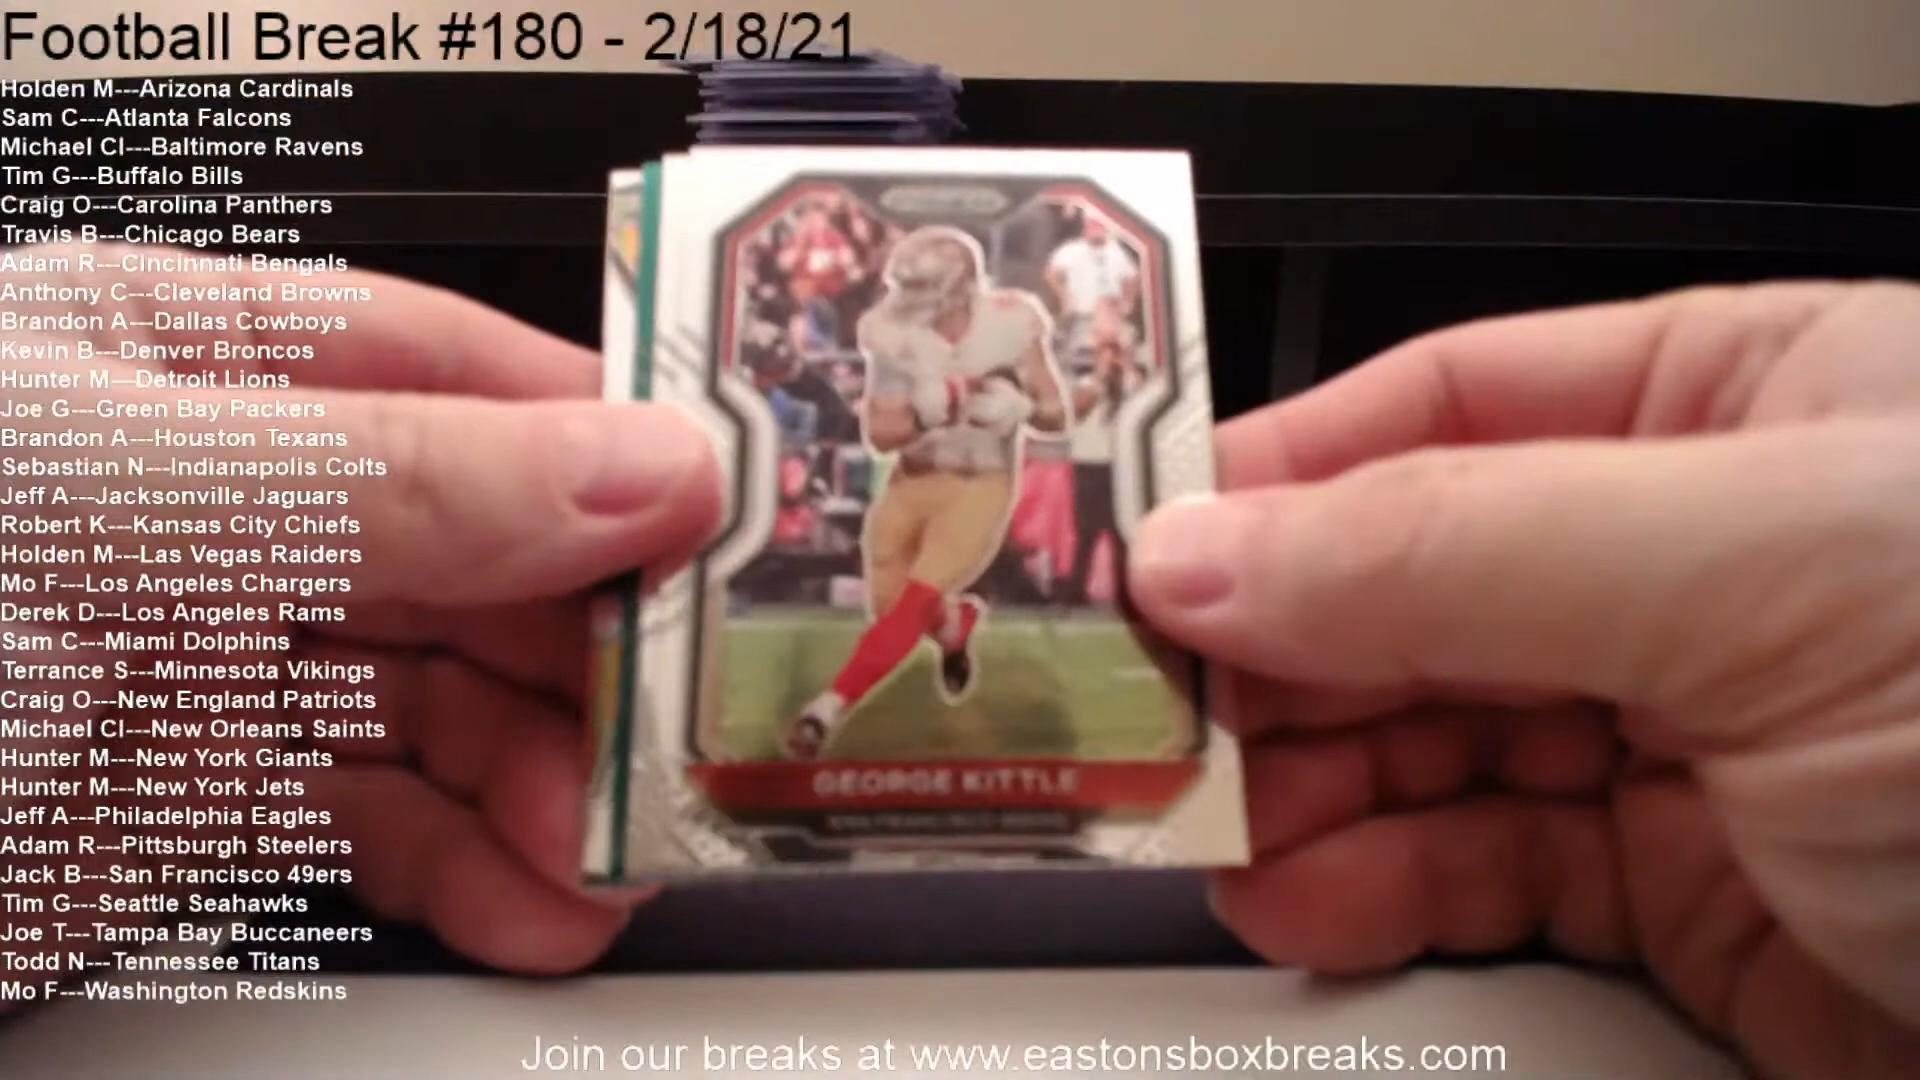 Football Break #180 - 2/18/21
Holden M---Arizona Cardinals
Sam C---Atlanta Falcons
Michael Cl---Baltimore Ravens
Tim G---Buffalo Bills
Craig O---Carolina Panthers
Travis B---Chicago Bears
Adam R---Cincinnati Bengals
Anthony C---Cleveland Browns
Brandon A---Dallas Cowboys
Kevin B---Denver Broncos
Hunter M---Detroit Lions
Joe G---Green Bay Packers
Brandon A---Houston Texans
Sebastian N---Indianapolis Colts
Jeff A---Jacksonville Jaguars
Robert K---Kansas City Chiefs
Holden M---Las Vegas Raiders
Mo F---Los Angeles Chargers
Derek D---Los Angeles Rams
Sam C---Miami Dolphins
Terrance S---Minnesota Vikings
Craig O---New England Patriots
Michael Cl---New Orleans Saints
Hunter M---New York Giants
Hunter M---New York Jets
Jeff A---Philadelphia Eagles
Adam R---Pittsburgh Steelers
Jack B---San Francisco 49ers
Tim G---Seattle Seahawks
Joe T---Tampa Bay Buccaneers
Todd N---Tennessee Titans
Mo F---Washington Redskins
GEORGE KITTLE
SAN FRANCISCO 49ERS
Join our breaks at www.eastonsboxbreaks.com